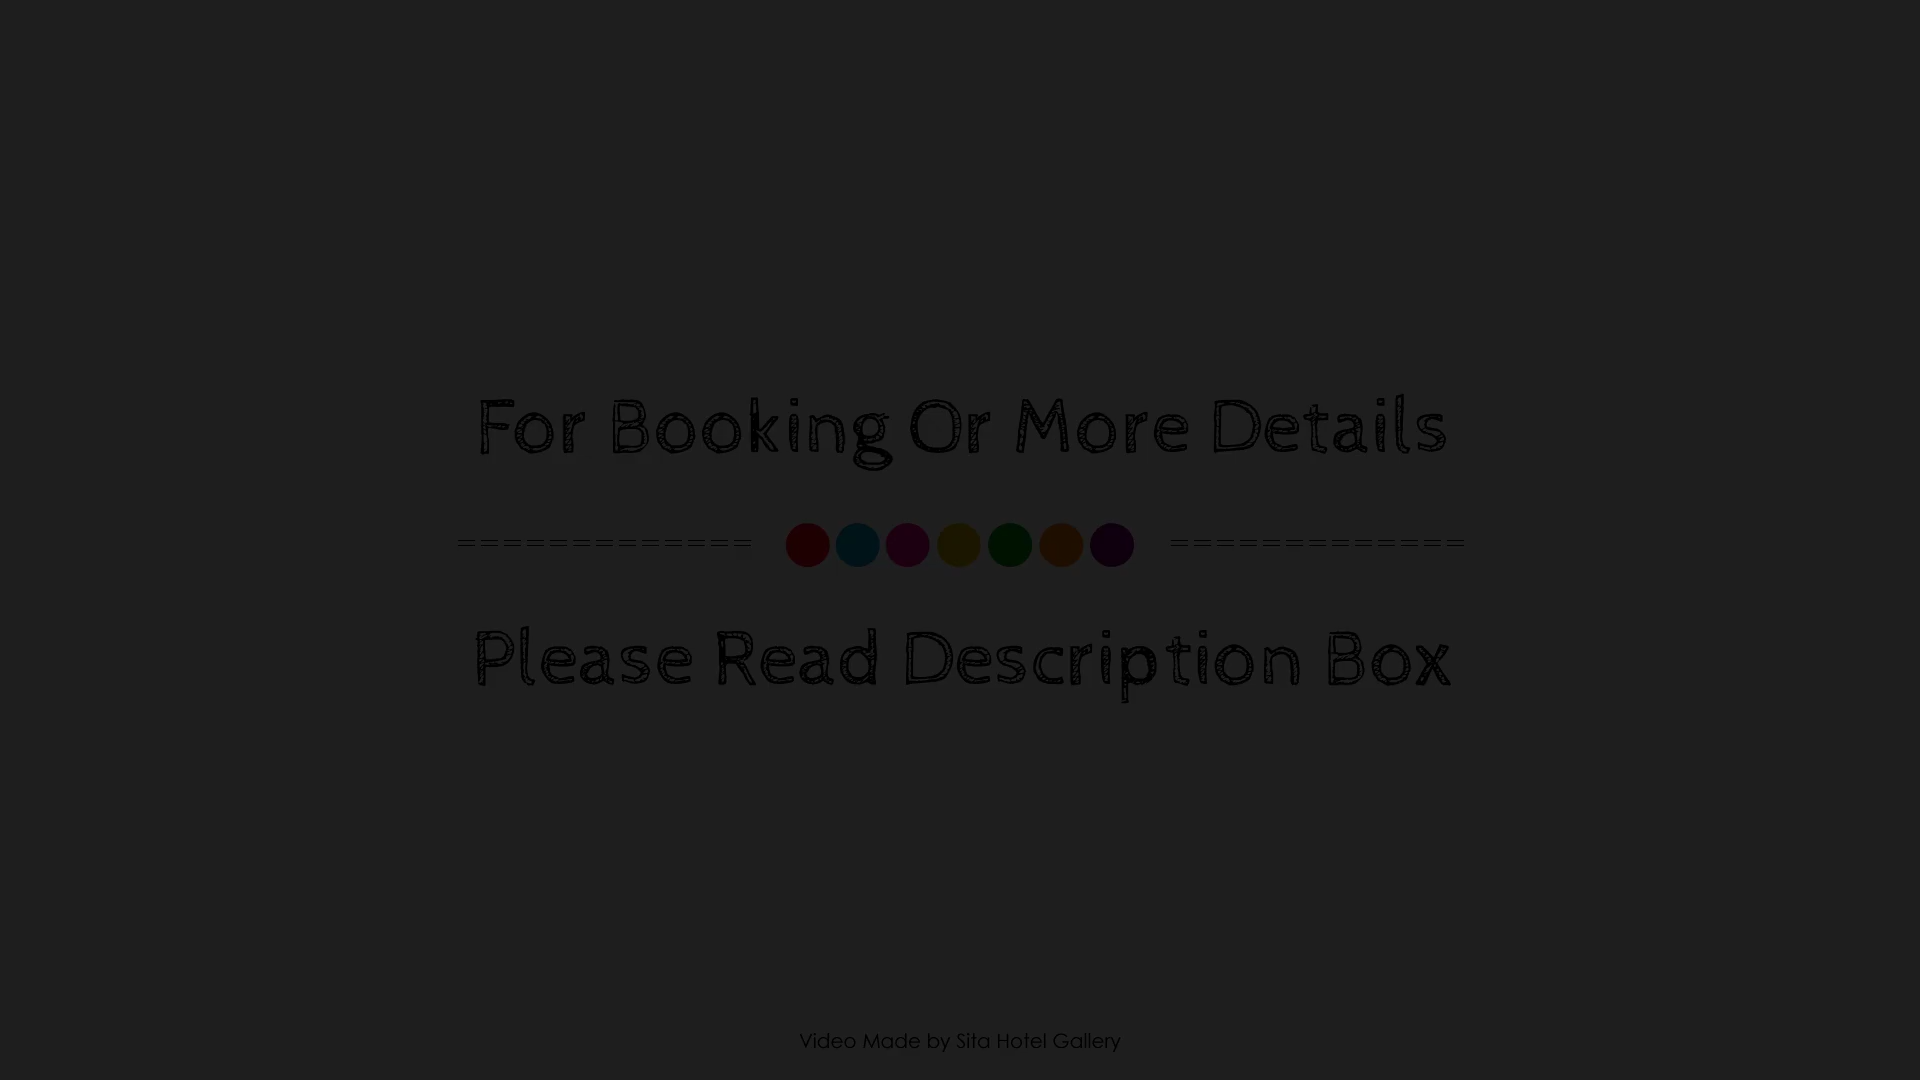 For Booking Or More Details
============= =============
Please Read Description Box
Video Made by Sita Hotel Gallery